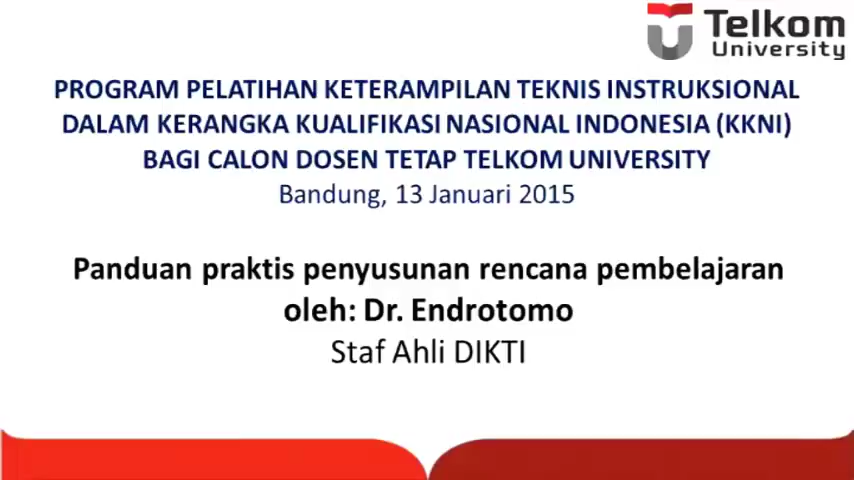 Telkom
University
PROGRAM PELATIHAN KETERAMPILAN TEKNIS INSTRUKSIONAL
DALAM KERANGKA KUALIFIKASI NASIONAL INDONESIA (KKNI)
BAGI CALON DOSEN TETAP TELKOM UNIVERSITY
Bandung, 13 Januari 2015
Panduan praktis penyusunan rencana pembelajaran
oleh: Dr. Endrotomo
Staf Ahli DIKTI